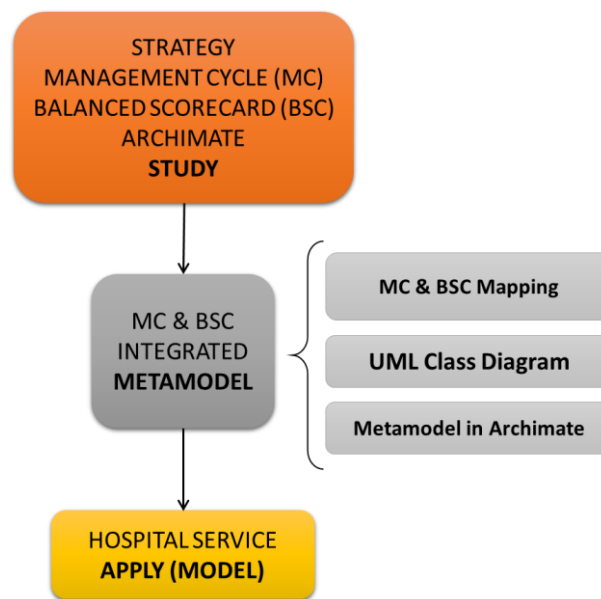 STRATEGY
MANAGEMENT CYCLE (MC)
BALANCED SCORECARD (BSC)
ARCHIMATE
STUDY
MC & BSC
INTEGRATED
METAMODEL
MC & BSC Mapping
UML Class Diagram
Metamodel in Archimate
HOSPITAL SERVICE
APPLY (MODEL)